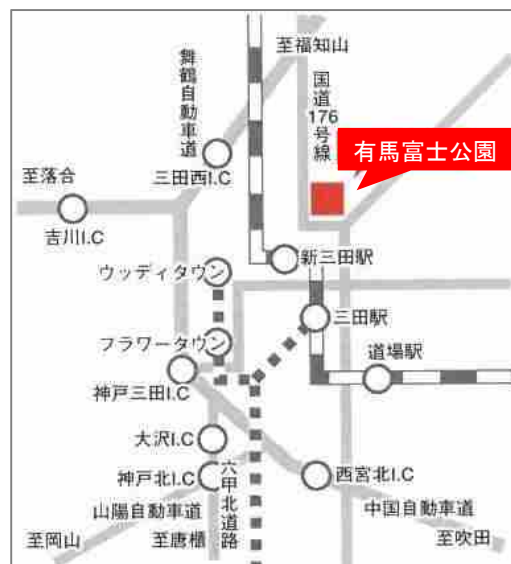 至福知山
舞鶴自動車道
国道176号線
有馬富士公園
三田西I.C
至落合
吉川I.C
新三田駅
ウッディタウン
三田駅
フラワータウン
道場駅
神戸三田I.C
大沢I.C
神戸北I.C
西宮北I.C
六甲北道路
山陽自動車道
中国自動車道
至岡山
至唐櫃
至吹田